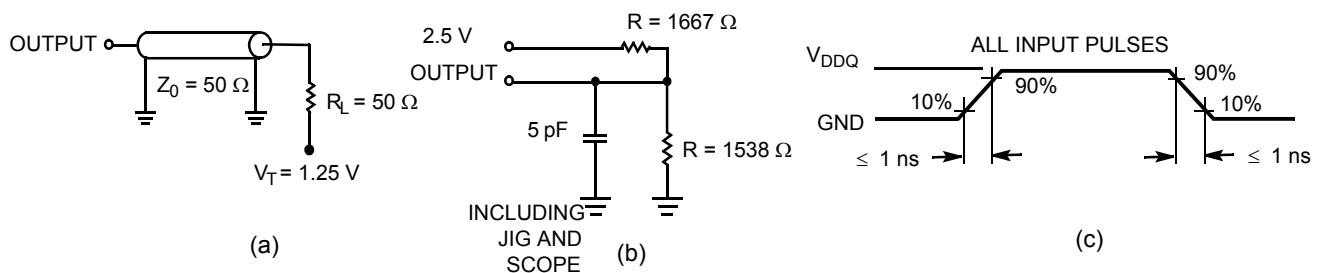 OUTPUT
Z0 = 50 Ω
RL = 50 Ω
VT = 1.25 V
(a)
R = 1667 Ω
2.5 V
OUTPUT
5 pF
R = 1538 Ω
INCLUDING
JIG AND
SCOPE
(b)
ALL INPUT PULSES
VDDQ
GND
10%
90%
90%
10%
≤ 1 ns
≤ 1 ns
(c)